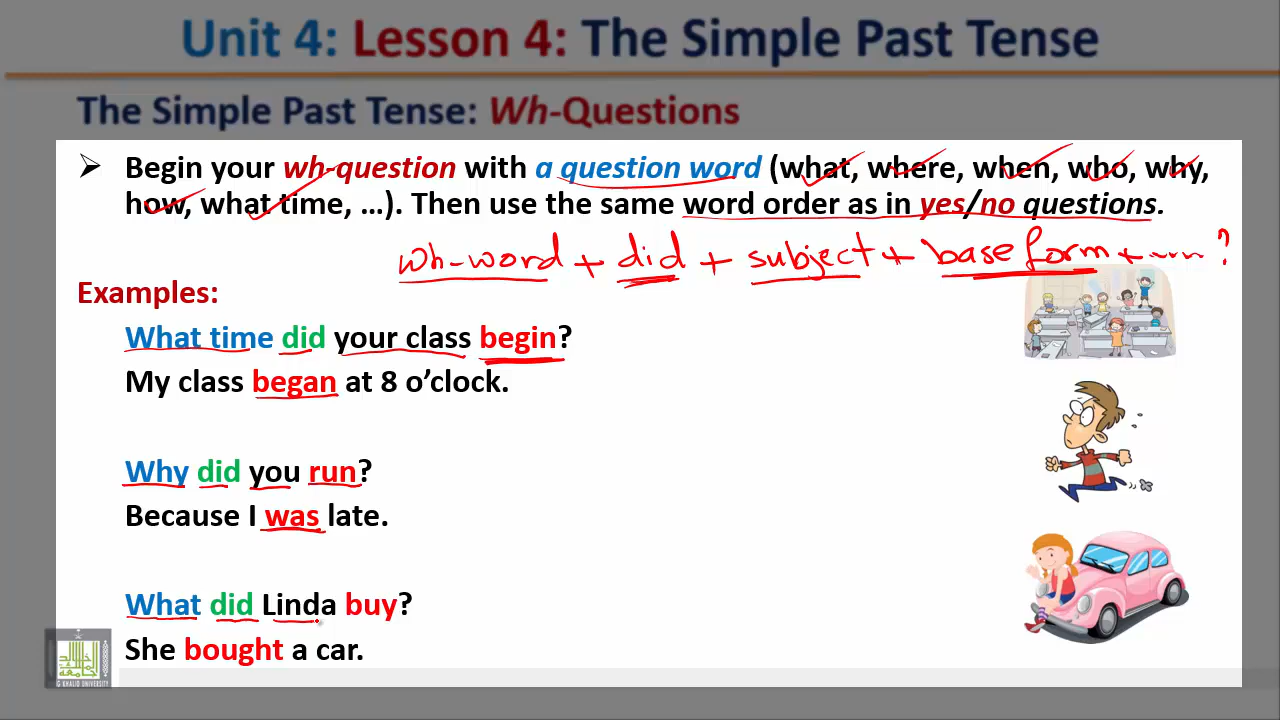 Unit 4: Lesson 4: The Simple Past Tense
The Simple Past Tense: Wh-Questions
➢ Begin your wh-question with a question word (what, where, when, who, why,
how, what time, …). Then use the same word order as in yes/no questions.
wh-word + did + subject + base form + ........ ?
Examples:
What time did your class begin?
My class began at 8 o'clock.
Why did you run?
Because I was late.
What did Linda buy?
She bought a car.
G KHALID UNIVERSITY